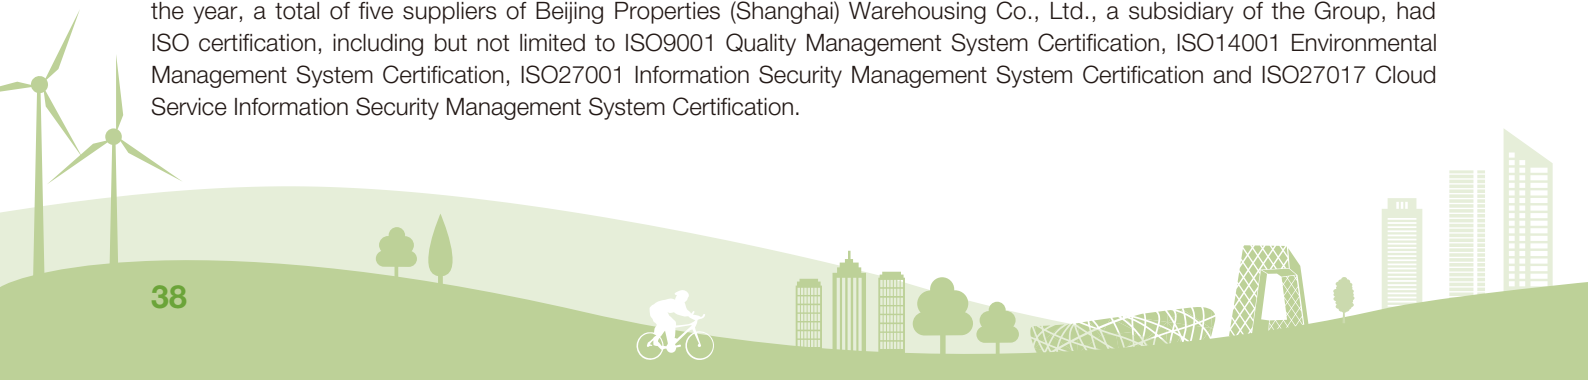 the year, a total of five suppliers of Beijing Properties (Shanghai) Warehousing Co., Ltd., a subsidiary of the Group, had
ISO certification, including but not limited to ISO9001 Quality Management System Certification, ISO14001 Environmental
Management System Certification, ISO27001 Information Security Management System Certification and ISO27017 Cloud
Service Information Security Management System Certification.
38